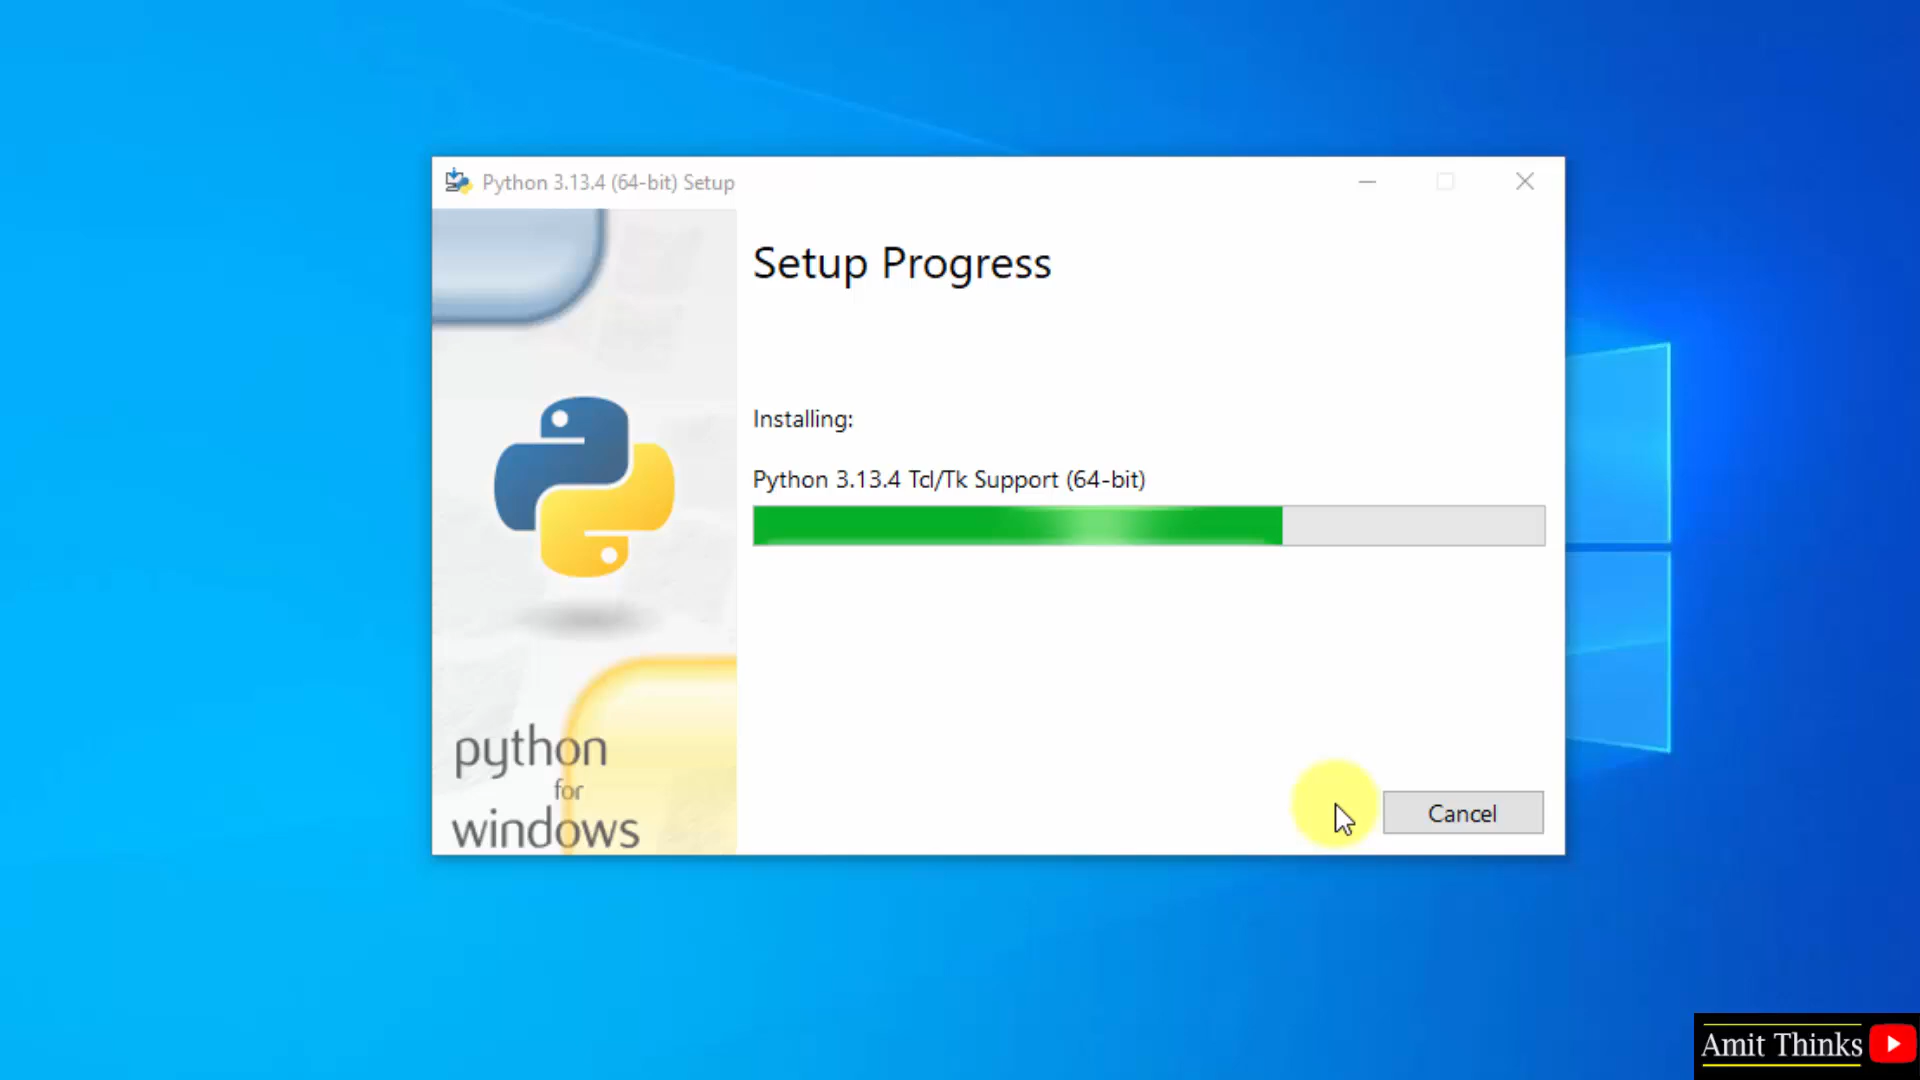 Python 3.13.4 (64-bit) Setup
Setup Progress
Installing:
Python 3.13.4 Tcl/Tk Support (64-bit)
python
for
windows
Cancel
Amit Thinks